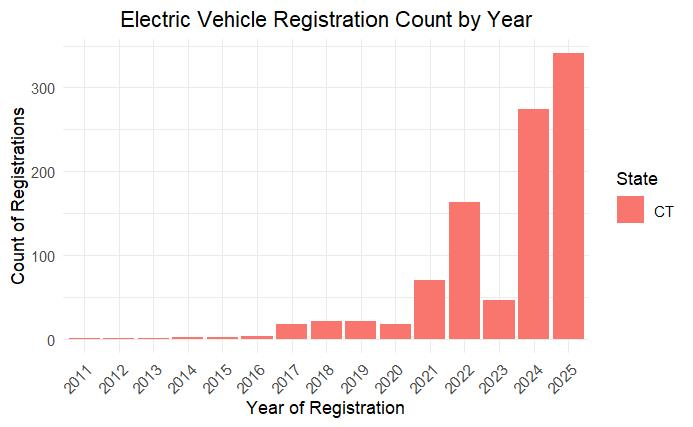 Electric Vehicle Registration Count by Year
Count of Registrations
300
200
100
0
2011 2012 2013 2014 2015 2016 2017 2018 2019 2020 2021 2022 2023 2024 2025
Year of Registration
State
CT